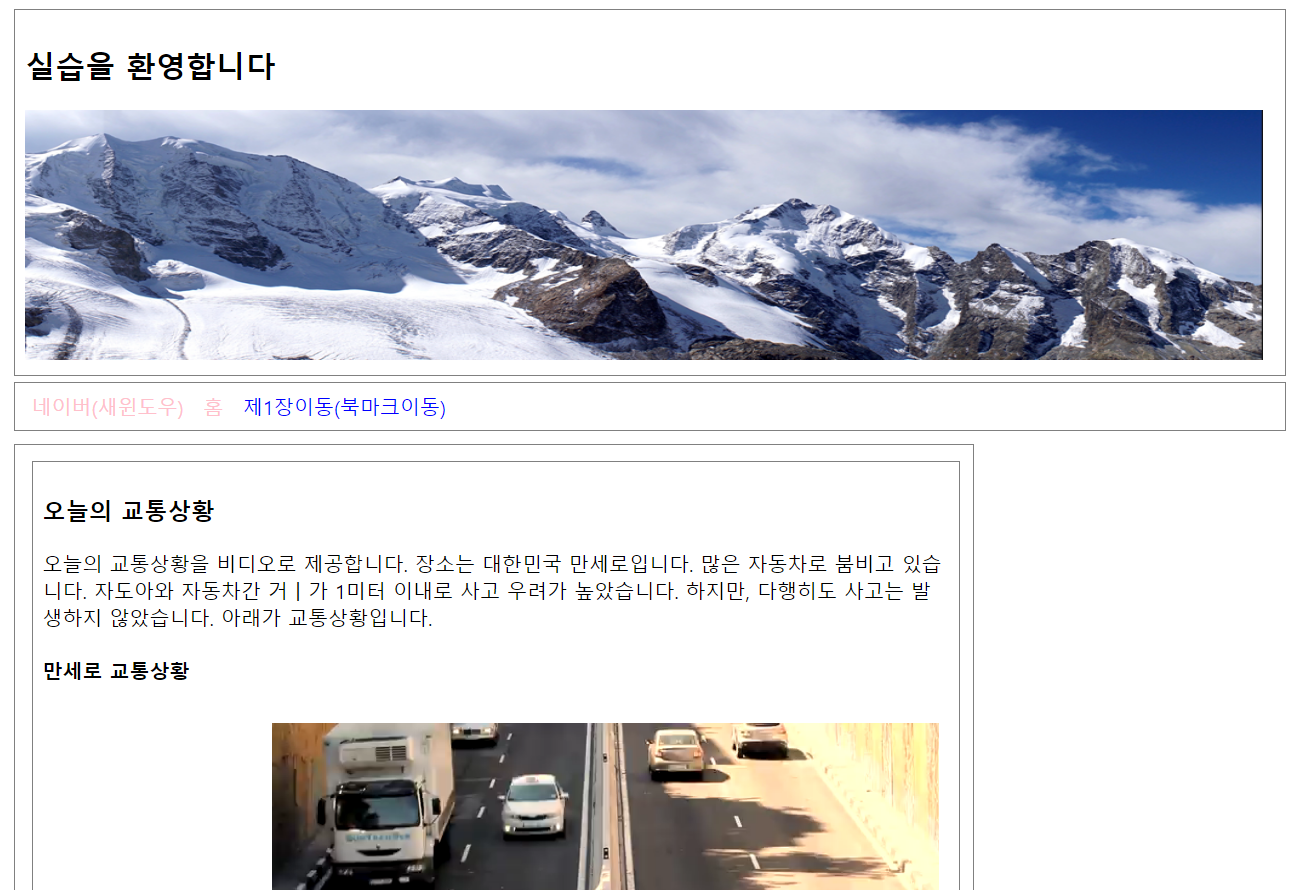 실습을 환영합니다
네이버(새윈도우) 홈 제1장이동(북마크이동)
오늘의 교통상황
오늘의 교통상황을 비디오로 제공합니다. 장소는 대한민국 만세로입니다. 많은 자동차로 붐비고 있습
니다. 자도아와 자동차간 거ㅣ가 1미터 이내로 사고 우려가 높았습니다. 하지만, 다행히도 사고는 발
생하지 않았습니다. 아래가 교통상황입니다.
만세로 교통상황